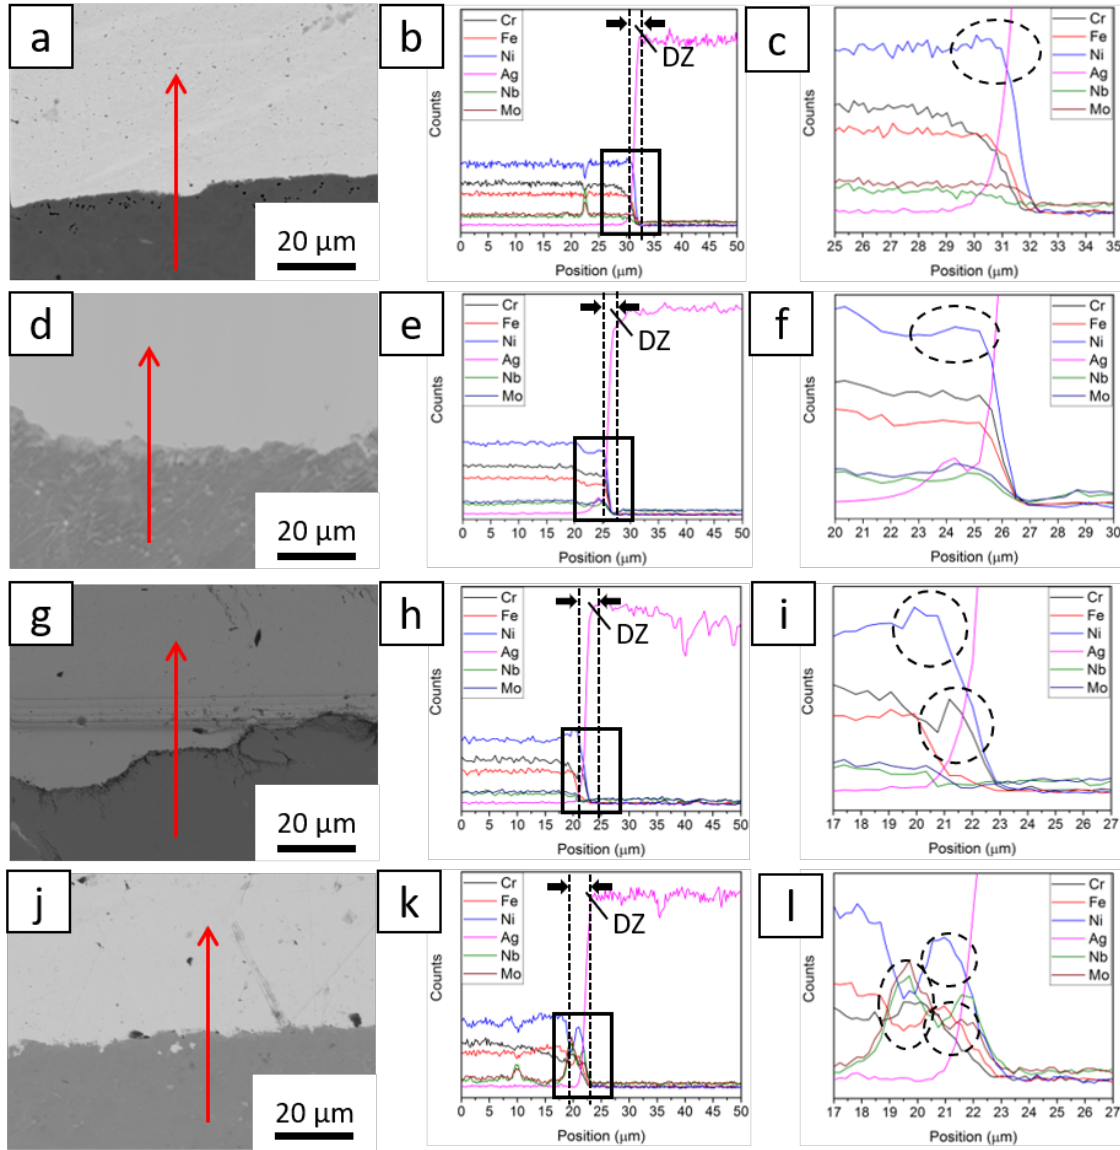 a
20 μm
b
Cr
Fe
Ni
Ag
Nb
Mo
DZ
Counts
0 5 10 15 20 25 30 35 40 45 50
Position (μm)
c
Cr
Fe
Ni
Ag
Nb
Mo
Counts
25 26 27 28 29 30 31 32 33 34 35
Position (μm)
d
20 μm
e
Cr
Fe
Ni
Ag
Nb
Mo
DZ
Counts
0 5 10 15 20 25 30 35 40 45 50
Position (μm)
f
Cr
Fe
Ni
Ag
Nb
Mo
Counts
20 21 22 23 24 25 26 27 28 29 30
Position (μm)
g
20 μm
h
Cr
Fe
Ni
Ag
Nb
Mo
DZ
Counts
0 5 10 15 20 25 30 35 40 45 50
Position (μm)
i
Cr
Fe
Ni
Ag
Nb
Mo
Counts
17 18 19 20 21 22 23 24 25 26 27
Position (μm)
j
20 μm
k
Cr
Fe
Ni
Ag
Nb
Mo
DZ
Counts
0 5 10 15 20 25 30 35 40 45 50
Position (μm)
l
Cr
Fe
Ni
Ag
Nb
Mo
Counts
17 18 19 20 21 22 23 24 25 26 27
Position (μm)